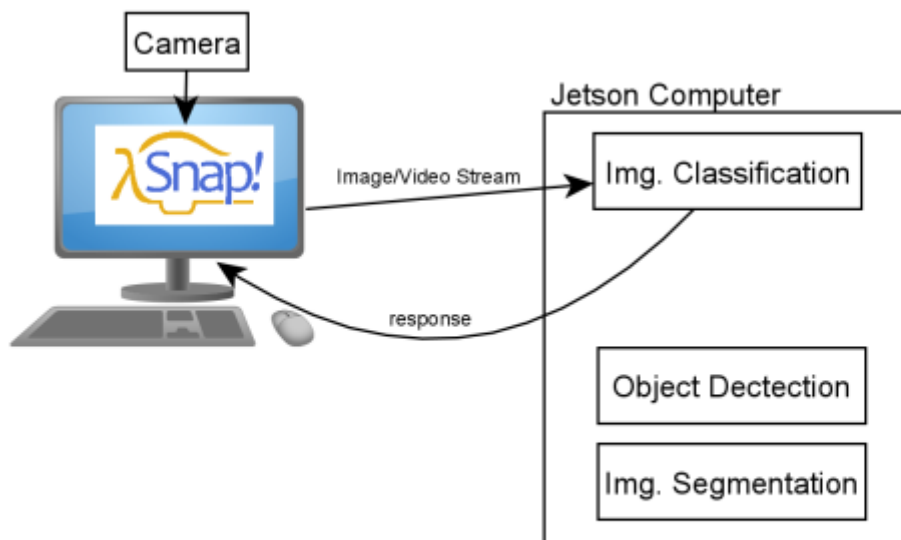 Camera
Jetson Computer
λSnap!
Image/Video Stream
Img. Classification
response
Object Dectection
Img. Segmentation